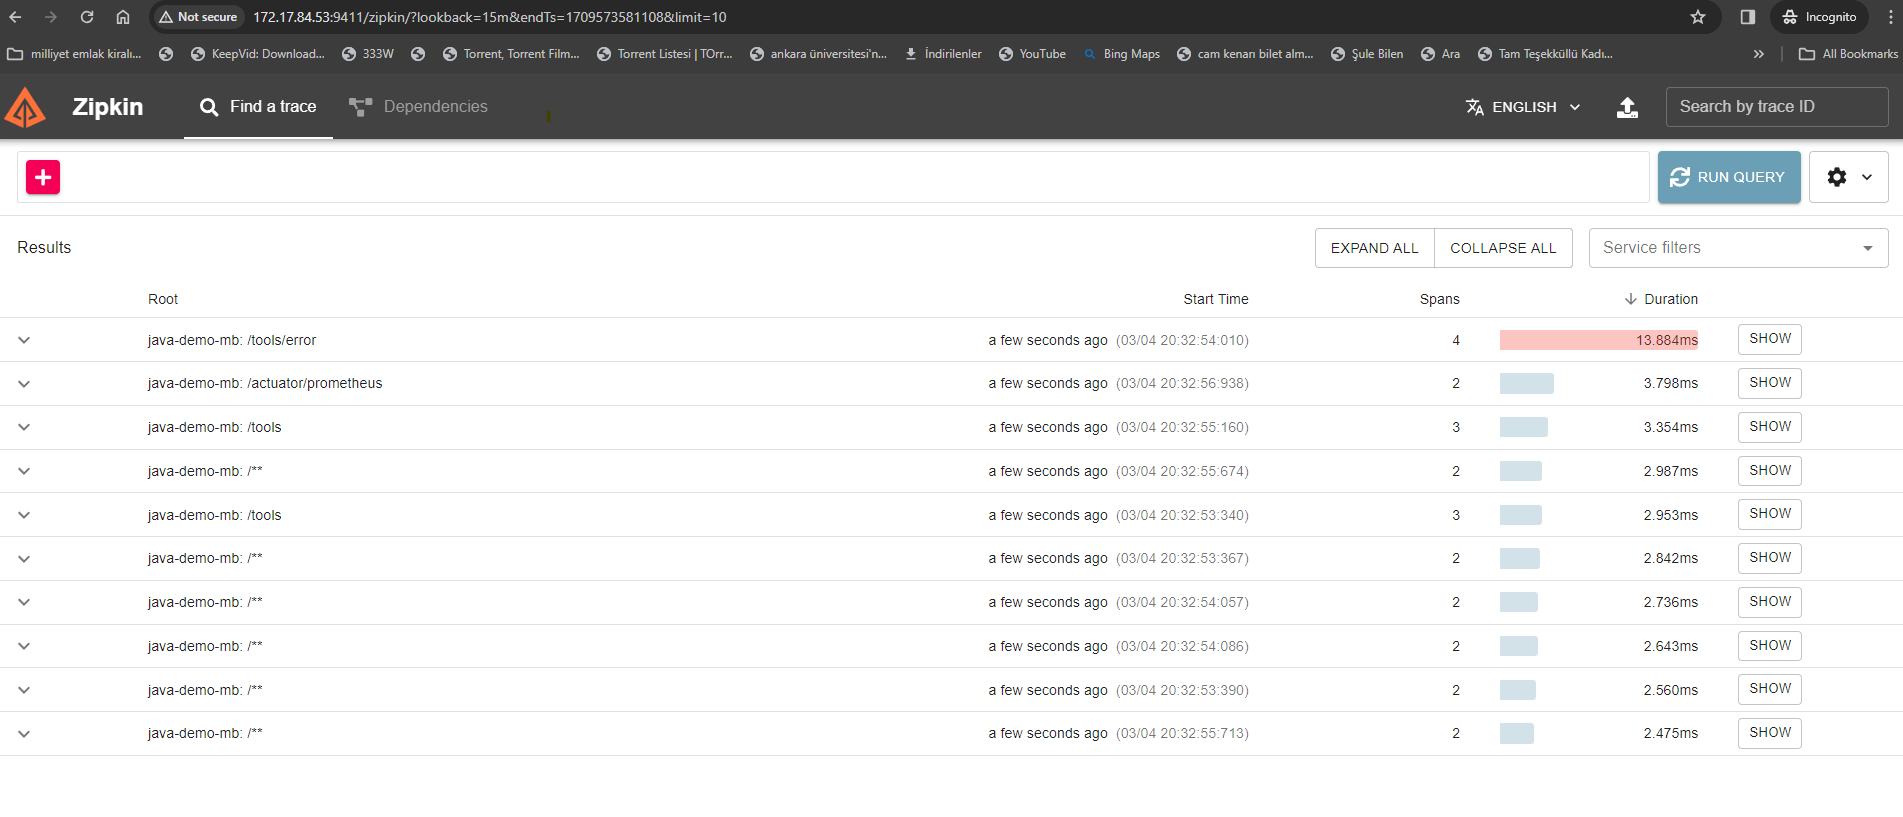 Not secure 172.17.84.53:9411/zipkin/?lookback=15m&endTs=1709573581108&limit=10 Incognito
milliyet emlak kiralı... KeepVid: Download... 333W Torrent, Torrent Film... Torrent Listesi | TOrr... ankara üniversitesi'n... İndirilenler YouTube Bing Maps cam kenarı bilet alm... Şule Bilen Ara Tam Teşekküllü Kadı... » All Bookmarks
Zipkin Find a trace Dependencies ENGLISH Search by trace ID
RUN QUERY
Results EXPAND ALL COLLAPSE ALL Service filters
Root Start Time Spans Duration
java-demo-mb: /tools/error a few seconds ago (03/04 20:32:54:010) 4 13.884ms SHOW
java-demo-mb: /actuator/prometheus a few seconds ago (03/04 20:32:56:938) 2 3.798ms SHOW
java-demo-mb: /tools a few seconds ago (03/04 20:32:55:160) 3 3.354ms SHOW
java-demo-mb: /** a few seconds ago (03/04 20:32:55:674) 2 2.987ms SHOW
java-demo-mb: /tools a few seconds ago (03/04 20:32:53:340) 3 2.953ms SHOW
java-demo-mb: /** a few seconds ago (03/04 20:32:53:367) 2 2.842ms SHOW
java-demo-mb: /** a few seconds ago (03/04 20:32:54:057) 2 2.736ms SHOW
java-demo-mb: /** a few seconds ago (03/04 20:32:54:086) 2 2.643ms SHOW
java-demo-mb: /** a few seconds ago (03/04 20:32:53:390) 2 2.560ms SHOW
java-demo-mb: /** a few seconds ago (03/04 20:32:55:713) 2 2.475ms SHOW